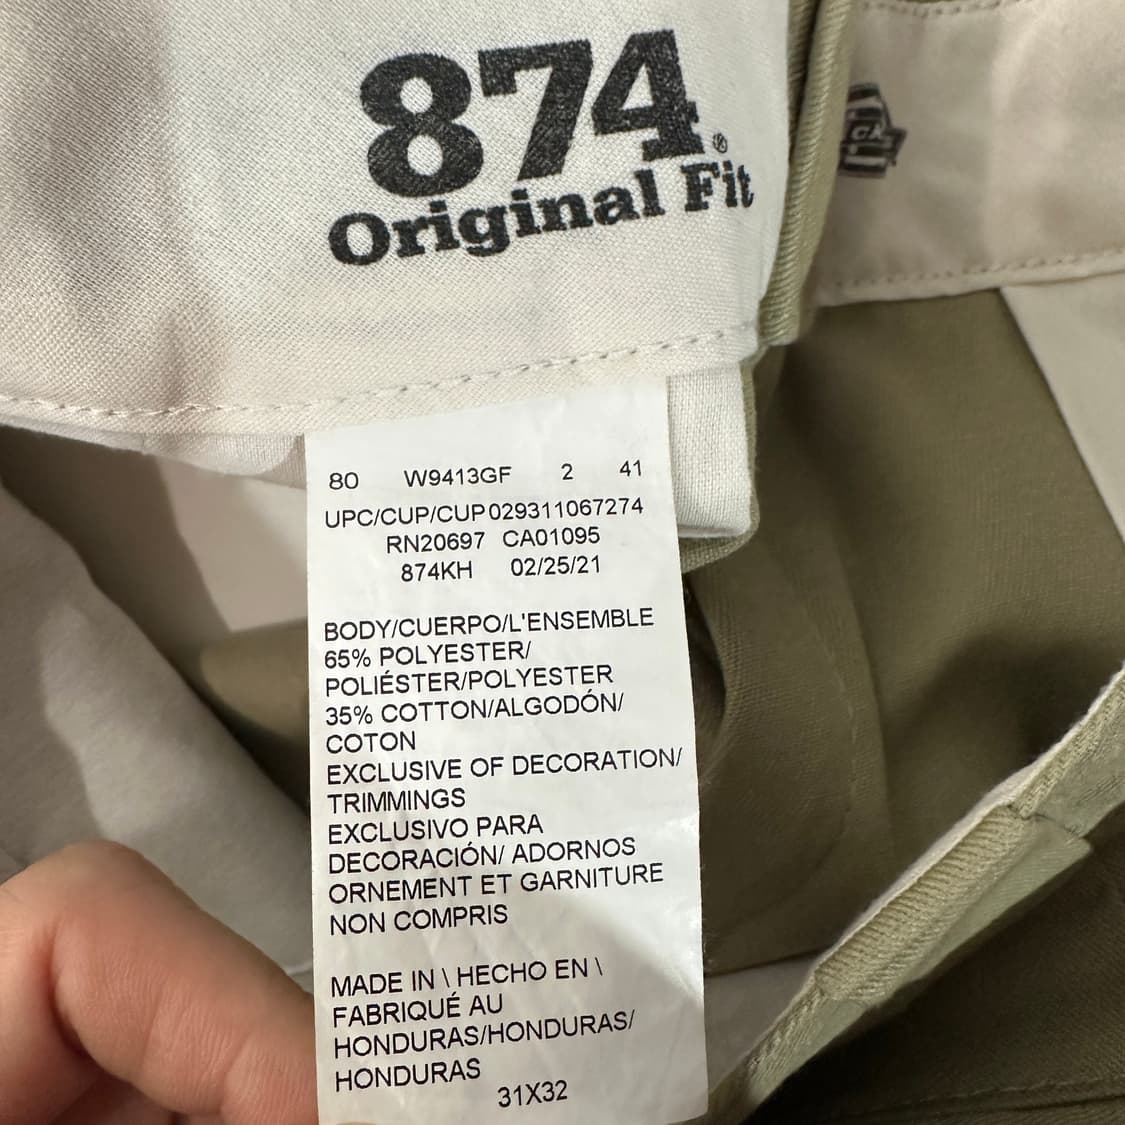 874®
Original Fit
80 W9413GF 2 41
UPC/CUP/CUP029311067274
RN20697 CA01095
874KH 02/25/21
BODY/CUERPO/L'ENSEMBLE
65% POLYESTER/
POLIÉSTER/POLYESTER
35% COTTON/ALGODÓN/
COTON
EXCLUSIVE OF DECORATION/
TRIMMINGS
EXCLUSIVO PARA
DECORACIÓN/ ADORNOS
ORNEMENT ET GARNITURE
NON COMPRIS
MADE IN \ HECHO EN \
FABRIQUÉ AU
HONDURAS/HONDURAS/
HONDURAS
31X32